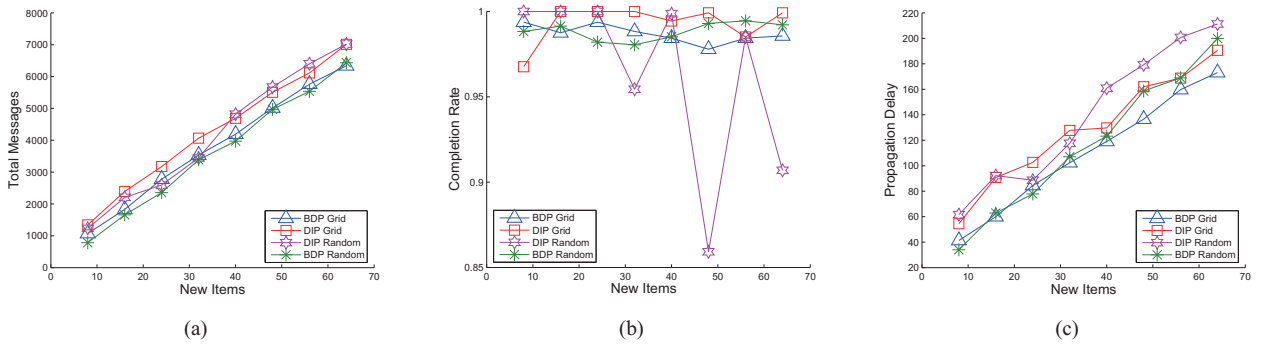 8000
7000
6000
5000
4000
3000
2000
1000
0
Total Messages
0 10 20 30 40 50 60 70
New Items
BDP Grid
DIP Grid
DIP Random
BDP Random
(a)
1
0.95
0.9
0.85
Completion Rate
0 10 20 30 40 50 60 70
New Items
BDP Grid
DIP Grid
DIP Random
BDP Random
(b)
220
200
180
160
140
120
100
80
60
40
20
Propagation Delay
0 10 20 30 40 50 60 70
New Items
BDP Grid
DIP Grid
DIP Random
BDP Random
(c)